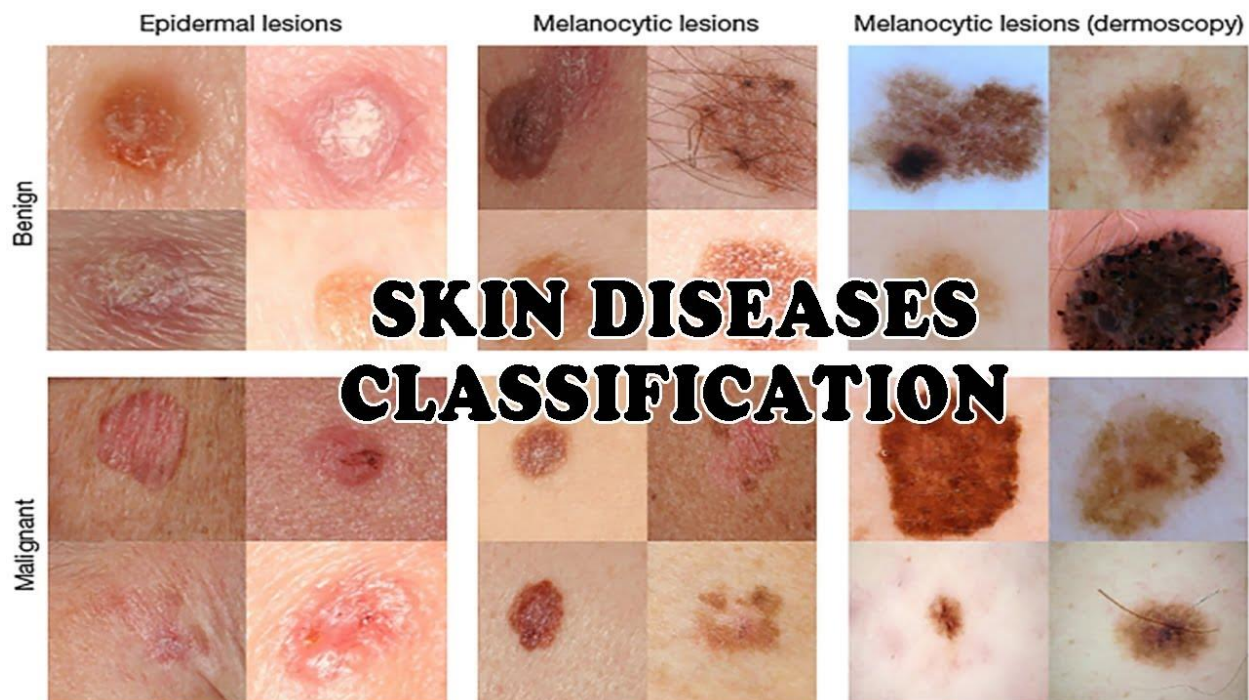 Epidermal lesions
Melanocytic lesions
Melanocytic lesions (dermoscopy)
Benign
SKIN DISEASES
CLASSIFICATION
Malignant